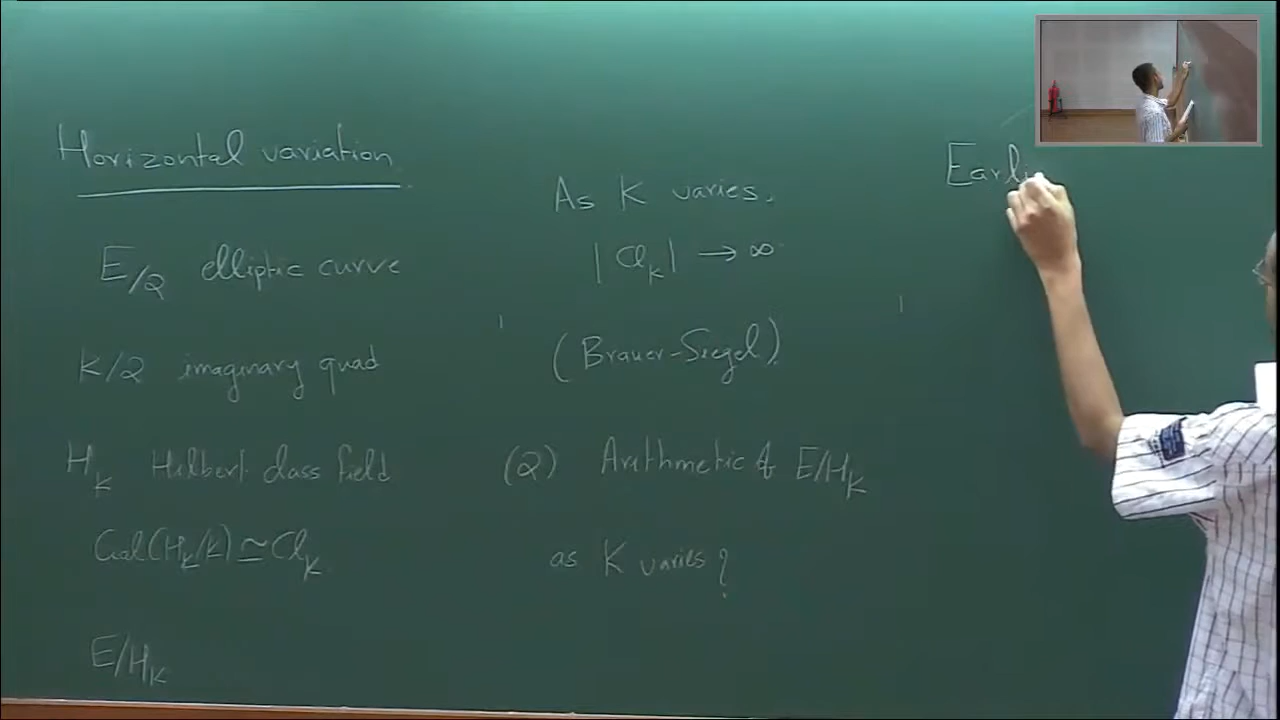 Horizontal variation
E/Q elliptic curve
K/Q imaginary quad
H_K Hilbert class field
Gal(H_K/K) ≃ Cl_K
E/H_K
As K varies.
|Cl_K| → ∞
(Brauer-Siegel).
(Q) Arithmetic of E/H_K
as K varies?
Earli